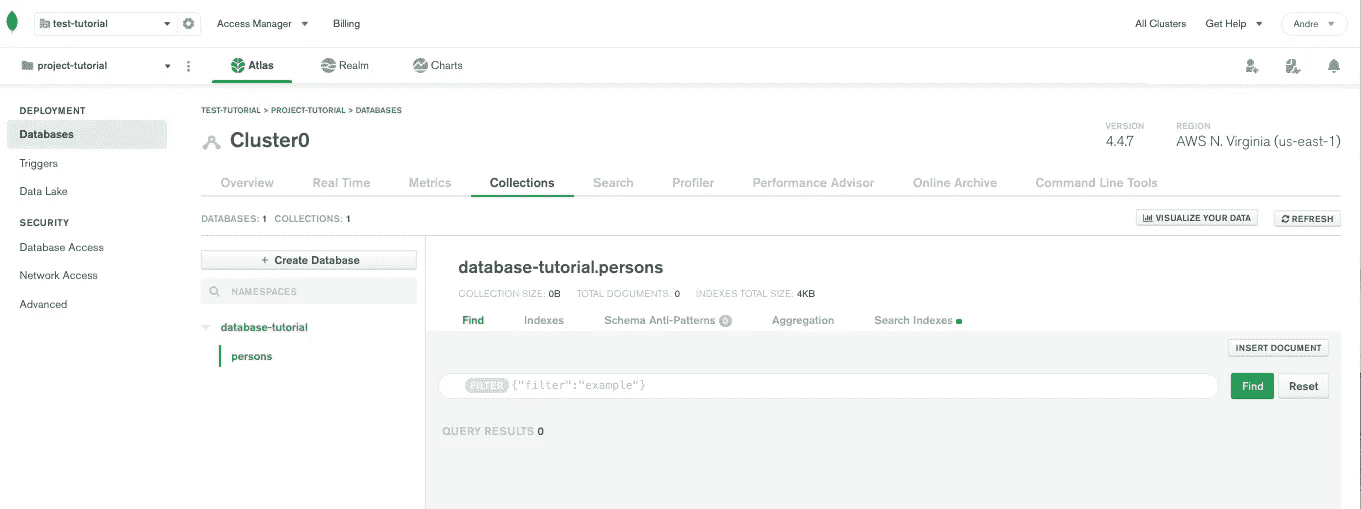 test-tutorial Access Manager Billing All Clusters Get Help Andre
project-tutorial Atlas Realm Charts
DEPLOYMENT
Databases
Triggers
Data Lake
SECURITY
Database Access
Network Access
Advanced
TEST-TUTORIAL > PROJECT-TUTORIAL > DATABASES
Cluster0
VERSION
4.4.7
REGION
AWS N. Virginia (us-east-1)
Overview Real Time Metrics Collections Search Profiler Performance Advisor Online Archive Command Line Tools
DATABASES: 1 COLLECTIONS: 1
VISUALIZE YOUR DATA REFRESH
+ Create Database
NAMESPACES
database-tutorial
persons
database-tutorial.persons
COLLECTION SIZE: 0B TOTAL DOCUMENTS: 0 INDEXES TOTAL SIZE: 4KB
Find Indexes Schema Anti-Patterns 0 Aggregation Search Indexes
INSERT DOCUMENT
FILTER {"filter":"example"} Find Reset
QUERY RESULTS 0